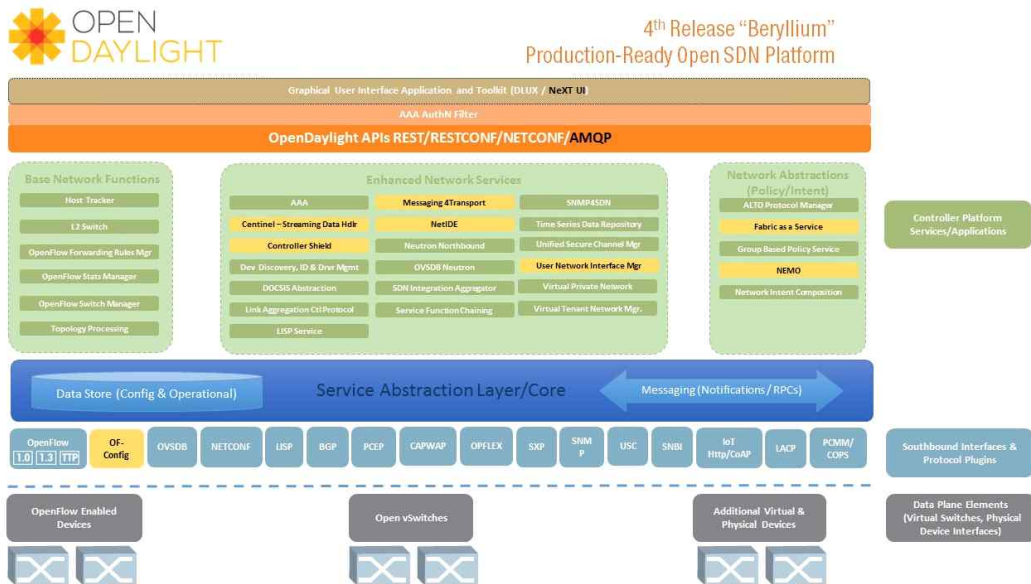 OPEN
DAYLIGHT
4th Release “Beryllium”
Production-Ready Open SDN Platform
Graphical User Interface Application and Toolkit (DLUX / NeXT UI)
AAA AuthN Filter
OpenDaylight APIs REST/RESTCONF/NETCONF/AMQP
Base Network Functions
Host Tracker
L2 Switch
OpenFlow Forwarding Rules Mgr
OpenFlow Stats Manager
OpenFlow Switch Manager
Topology Processing
Enhanced Network Services
AAA
Centinel – Streaming Data Hdlr
Controller Shield
Dev Discovery, ID & Drvr Mgmt
DOCSIS Abstraction
Link Aggregation Ctl Protocol
LISP Service
Messaging 4Transport
NetIDE
Neutron Northbound
OVSDB Neutron
SDN Integration Aggregator
Service Function Chaining
SNMP4SDN
Time Series Data Repository
Unified Secure Channel Mgr
User Network Interface Mgr
Virtual Private Network
Virtual Tenant Network Mgr.
Network Abstractions
(Policy/Intent)
ALTO Protocol Manager
Fabric as a Service
Group Based Policy Service
NEMO
Network Intent Composition
Controller Platform
Services/Applications
Data Store (Config & Operational)
Service Abstraction Layer/Core
Messaging (Notifications / RPCs)
OpenFlow
1.0 1.3 TTP
OF-
Config
OVSDB
NETCONF
LISP
BGP
PCEP
CAPWAP
OPFLEX
SXP
SNM
P
USC
SNBI
IoT
Http/CoAP
LACP
PCMM/
COPS
Southbound Interfaces &
Protocol Plugins
OpenFlow Enabled
Devices
Open vSwitches
Additional Virtual &
Physical Devices
Data Plane Elements
(Virtual Switches, Physical
Device Interfaces)